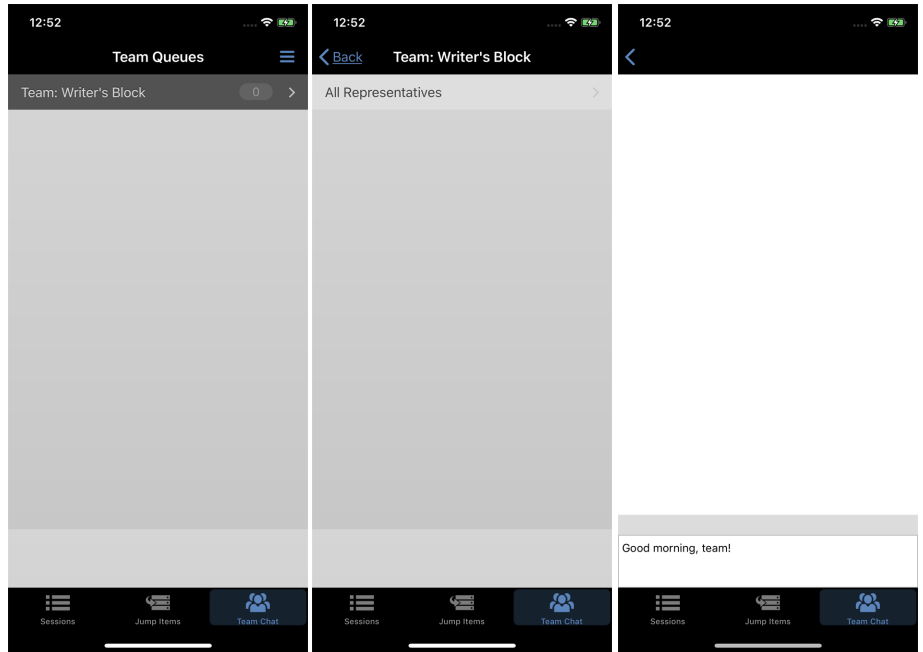 12:52
Team Queues
Team: Writer's Block 0
Sessions Jump Items Team Chat
12:52
Back Team: Writer's Block
All Representatives
Sessions Jump Items Team Chat
12:52
Good morning, team!
Sessions Jump Items Team Chat